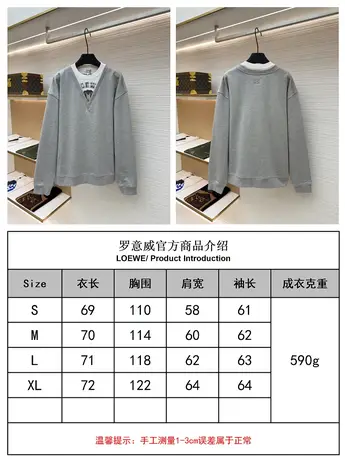 罗意威官方商品介绍
LOEWE/ Product Introduction
Size 衣长 胸围 肩宽 袖长 成衣克重
S 69 110 58 61
M 70 114 60 62
590g
L 71 118 62 63
XL 72 122 64 64
温馨提示：手工测量1-3cm误差属于正常